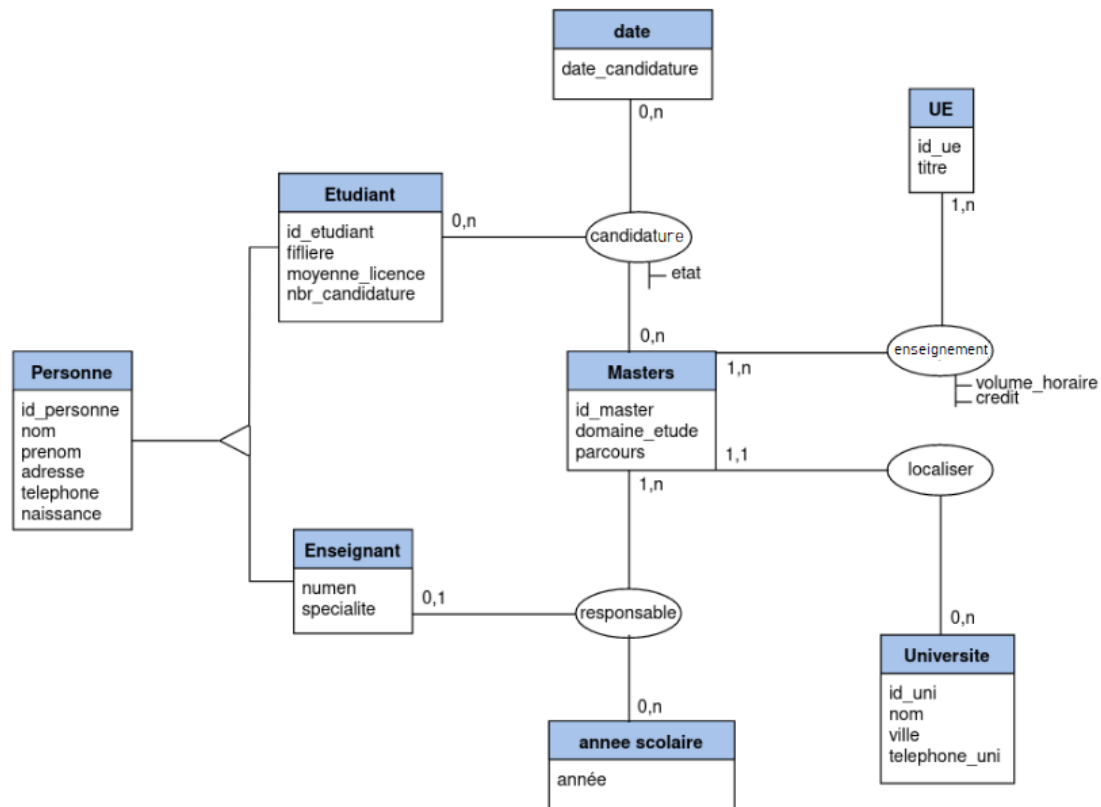 date
date_candidature
0,n
UE
id_ue
titre
1,n
Etudiant
id_etudiant
fifliere
moyenne_licence
nbr_candidature
0,n
candidature
etat
0,n
enseignement
volume_horaire
credit
Personne
id_personne
nom
prenom
adresse
telephone
naissance
Masters
id_master
domaine_etude
parcours
1,n
1,1
1,n
localiser
Enseignant
numen
specialite
0,1
responsable
0,n
Universite
id_uni
nom
ville
telephone_uni
0,n
annee scolaire
année